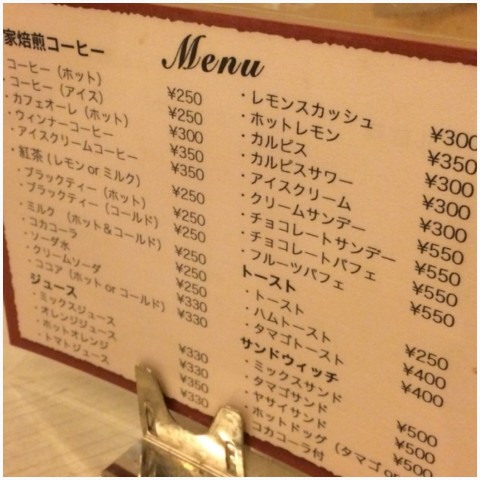 Menu
家焙煎コーヒー
・コーヒー（ホット） ¥250
・コーヒー（アイス） ¥250
・カフェオーレ（ホット） ¥300
・ウィンナーコーヒー ¥350
・アイスクリームコーヒー ¥350
・紅茶（レモン or ミルク） ¥250
・ブラックティー（ホット） ¥250
・ブラックティー（コールド） ¥250
・ミルク （ホット＆コールド） ¥250
・コカコーラ ¥250
・ソーダ水 ¥250
・クリームソーダ ¥330
・ココア（ホット or コールド） ¥330
ジュース
・ミックスジュース ¥330
・オレンジジュース ¥330
・ホットオレンジ ¥350
・トマトジュース ¥330
・レモンスカッシュ ¥300
・ホットレモン ¥350
・カルピス ¥300
・カルピスサワー ¥300
・アイスクリーム ¥300
・クリームサンデー ¥550
・チョコレートサンデー ¥550
・チョコレートパフェ ¥550
・フルーツパフェ ¥550
トースト
・トースト ¥250
・ハムトースト ¥400
・タマゴトースト ¥400
サンドウィッチ
・ミックスサンド ¥500
・タマゴサンド ¥500
・ヤサイサンド ¥500
・ホットドッグ（タマゴ or
コカコーラ付